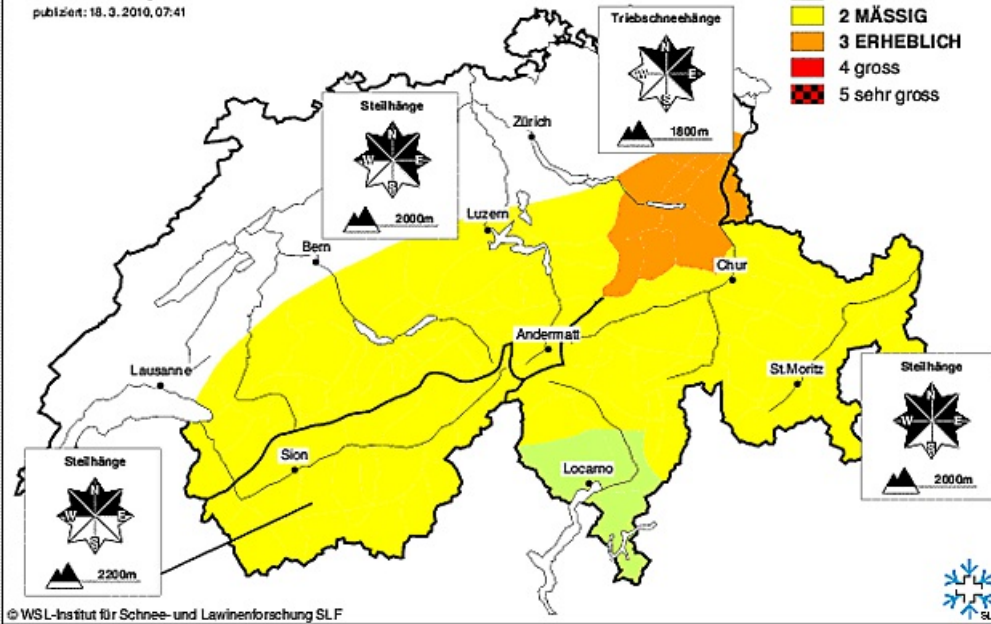 publiziert: 18. 3. 2010, 07:41
2 MÄSSIG
3 ERHEBLICH
4 gross
5 sehr gross
Triebschneehänge
N
W
E
S
1800m
Steilhänge
N
W
E
S
2000m
Zürich
Luzern
Bern
Chur
Andermatt
Lausanne
St.Moritz
Steilhänge
N
W
E
S
2000m
Sion
Locarno
Steilhänge
N
W
E
S
2200m
© WSL-Institut für Schnee- und Lawinenforschung SLF